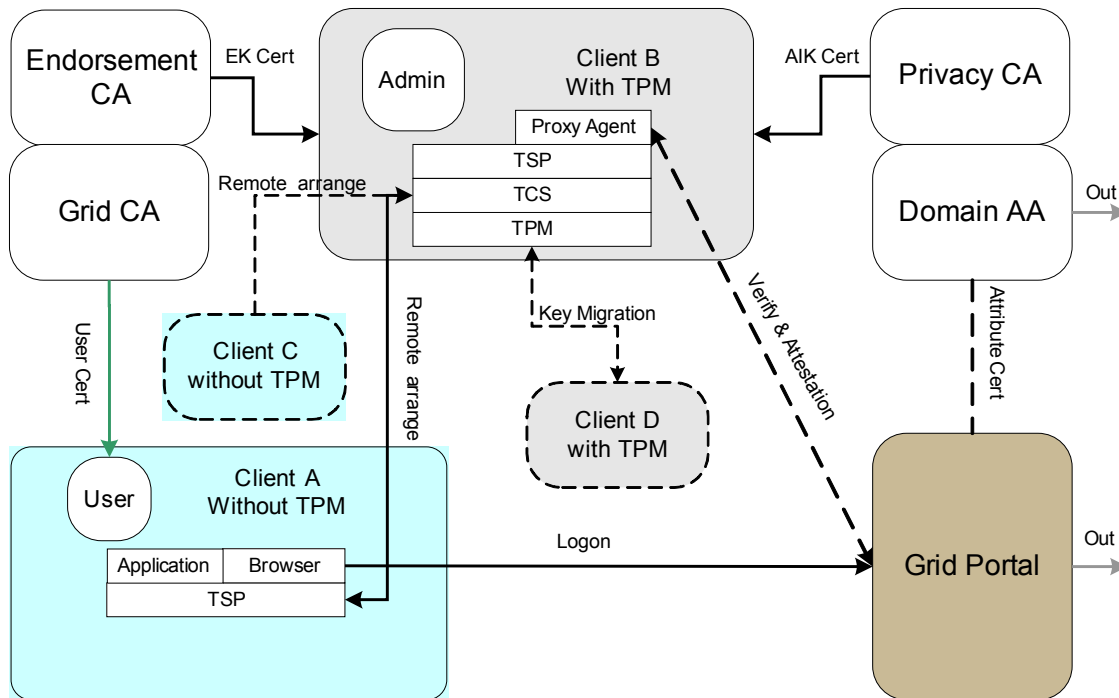 Endorsement
CA
EK Cert
Client B
With TPM
Admin
AIK Cert
Privacy CA
Proxy Agent
TSP
TCS
TPM
Grid CA
Remote arrange
Domain AA
Out
User Cert
Client C
without TPM
Remote arrange
Key Migration
Verify & Attestation
Attribute Cert
Client D
with TPM
User
Client A
Without TPM
Application
Browser
TSP
Logon
Grid Portal
Out